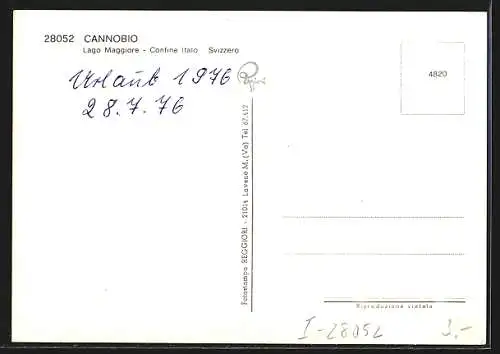 28052 CANNOBIO
Lago Maggiore - Confine Italo Svizzero
Urlaub 1976
28.7.76
4820
Fotostampa REGGIORI - 21014 Laveno M. (Va) Tel 67.412
Riproduzione vietata
I-28052
3.-